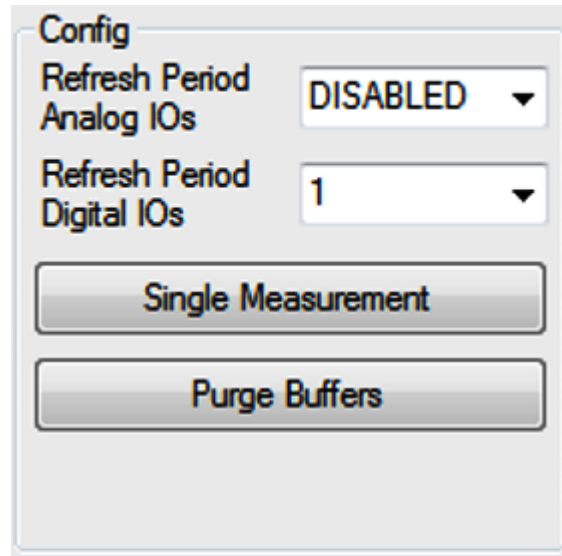 Config
Refresh Period
Analog IOs
DISABLED
Refresh Period
Digital IOs
1
Single Measurement
Purge Buffers